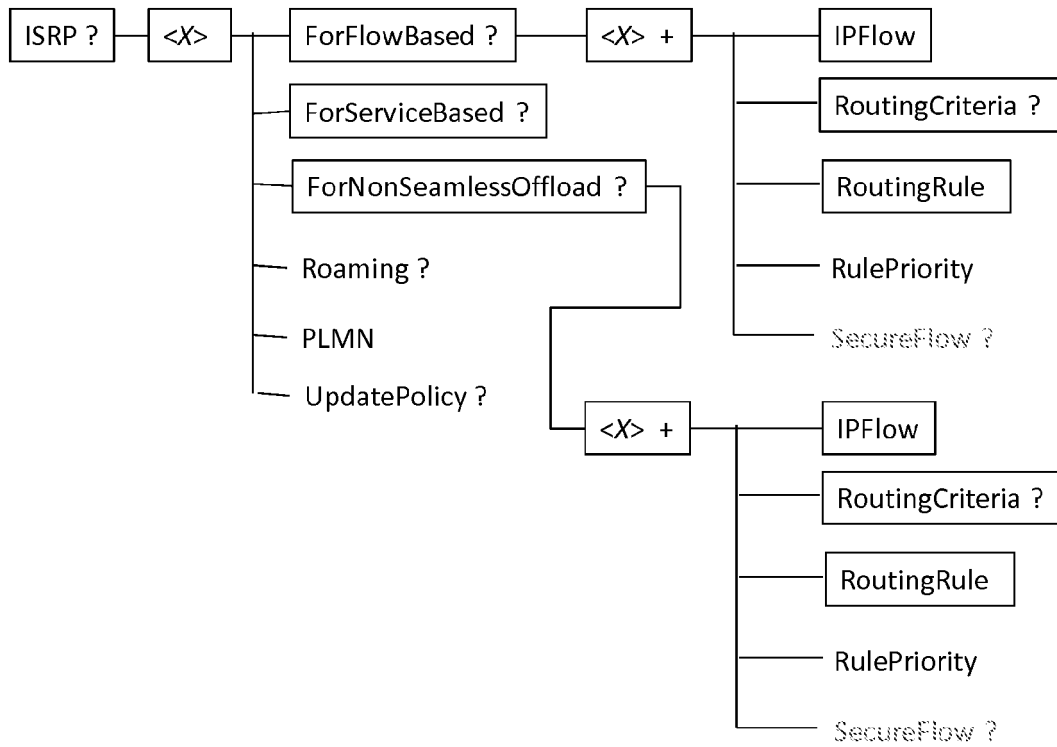 ISRP ?
<X>
ForFlowBased ?
<X> +
IPFlow
RoutingCriteria ?
RoutingRule
RulePriority
SecureFlow ?
ForServiceBased ?
ForNonSeamlessOffload ?
Roaming ?
PLMN
UpdatePolicy ?
<X> +
IPFlow
RoutingCriteria ?
RoutingRule
RulePriority
SecureFlow ?